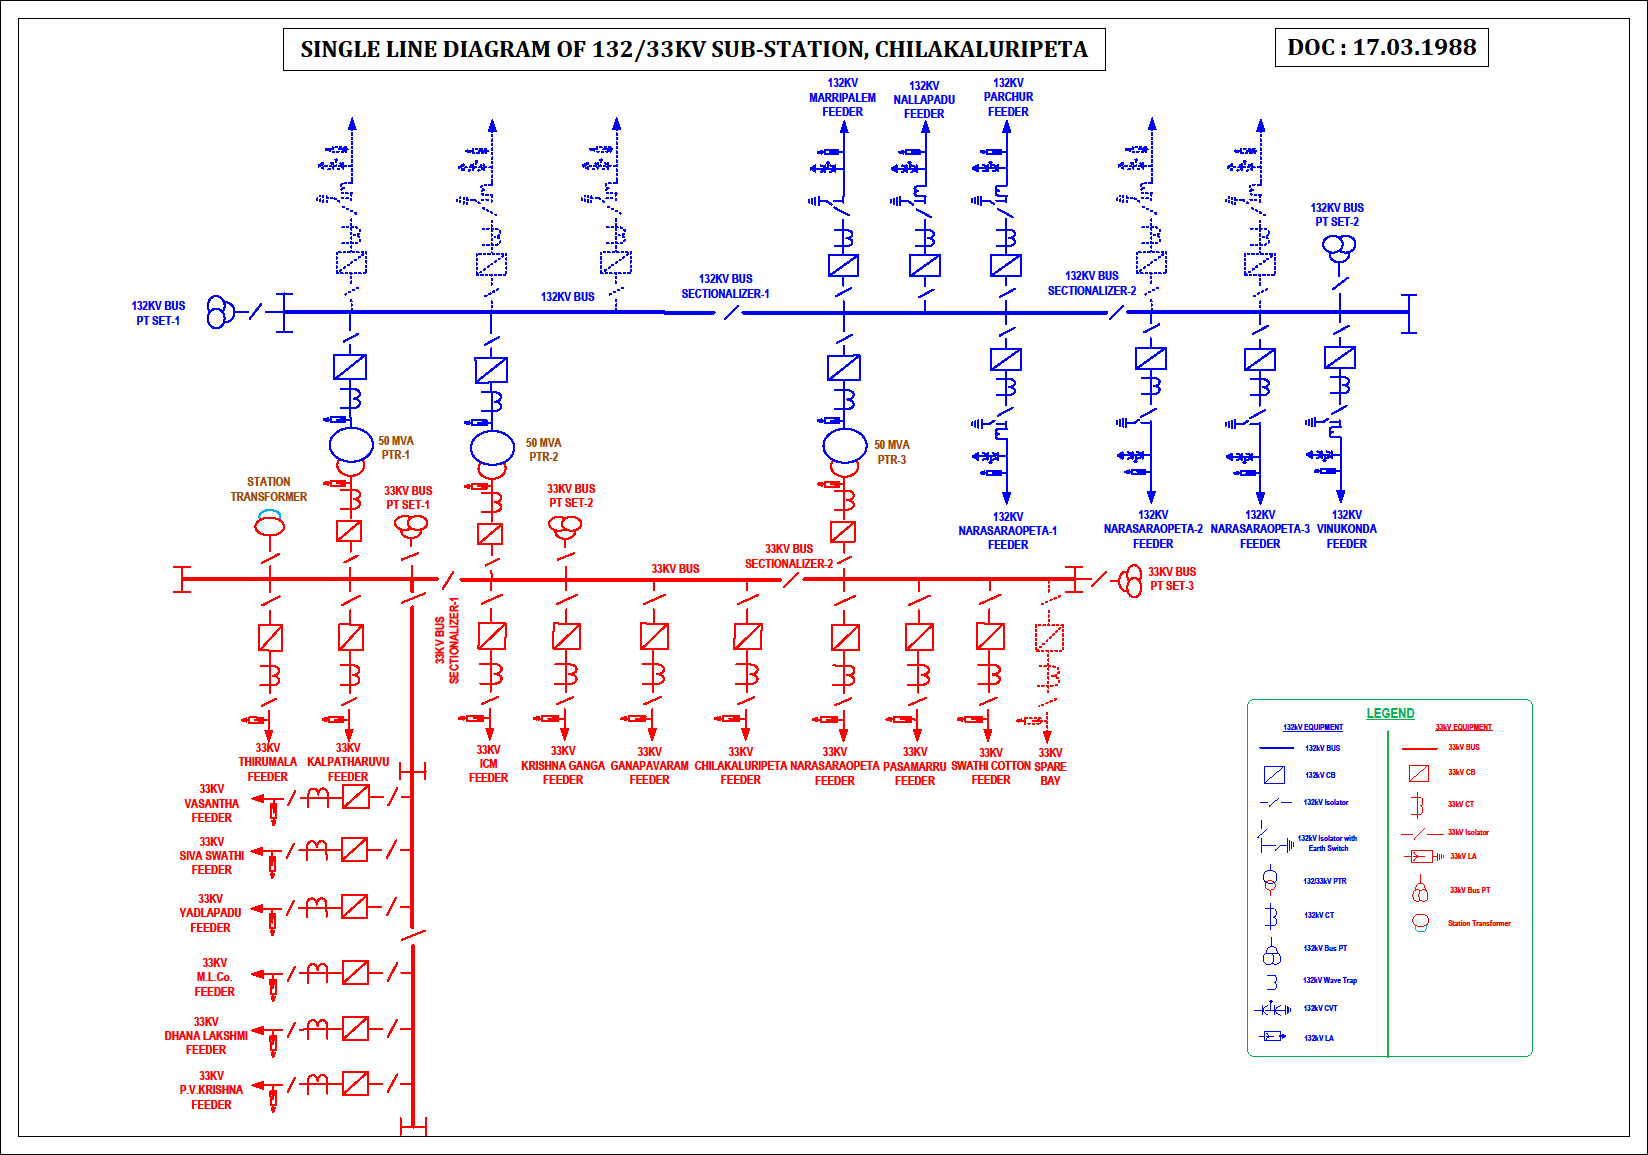 SINGLE LINE DIAGRAM OF 132/33KV SUB-STATION, CHILAKALURIPETA
DOC : 17.03.1988
132KV
MARRIPALEM
FEEDER
132KV
NALLAPADU
FEEDER
132KV
PARCHUR
FEEDER
132KV BUS
PT SET-2
132KV BUS
PT SET-1
132KV BUS
132KV BUS
SECTIONALIZER-1
132KV BUS
SECTIONALIZER-2
50 MVA
PTR-1
50 MVA
PTR-2
50 MVA
PTR-3
STATION
TRANSFORMER
33KV BUS
PT SET-1
33KV BUS
PT SET-2
132KV
NARASARAOPETA-1
FEEDER
132KV
NARASARAOPETA-2
FEEDER
132KV
NARASARAOPETA-3
FEEDER
132KV
VINUKONDA
FEEDER
33KV BUS
33KV BUS
SECTIONALIZER-2
33KV BUS
PT SET-3
33KV BUS
SECTIONALIZER-1
33KV
THIRUMALA
FEEDER
33KV
KALPATHARUVU
FEEDER
33KV
ICM
FEEDER
33KV
KRISHNA GANGA
FEEDER
33KV
GANAPAVARAM
FEEDER
33KV
CHILAKALURIPETA
FEEDER
33KV
NARASARAOPETA
FEEDER
33KV
PASAMARRU
FEEDER
33KV
SWATHI COTTON
FEEDER
33KV
SPARE
BAY
33KV
VASANTHA
FEEDER
33KV
SIVA SWATHI
FEEDER
33KV
YADLAPADU
FEEDER
33KV
M.L.Co.
FEEDER
33KV
DHANA LAKSHMI
FEEDER
33KV
P.V.KRISHNA
FEEDER
LEGEND
132kV EQUIPMENT
132kV BUS
132kV CB
132kV Isolator
132kV Isolator with
Earth Switch
132/33kV PTR
132kV CT
132kV Bus PT
132kV Wave Trap
132kV CVT
132kV LA
33kV EQUIPMENT
33kV BUS
33kV CB
33kV CT
33kV Isolator
33kV LA
33kV Bus PT
Station Transformer